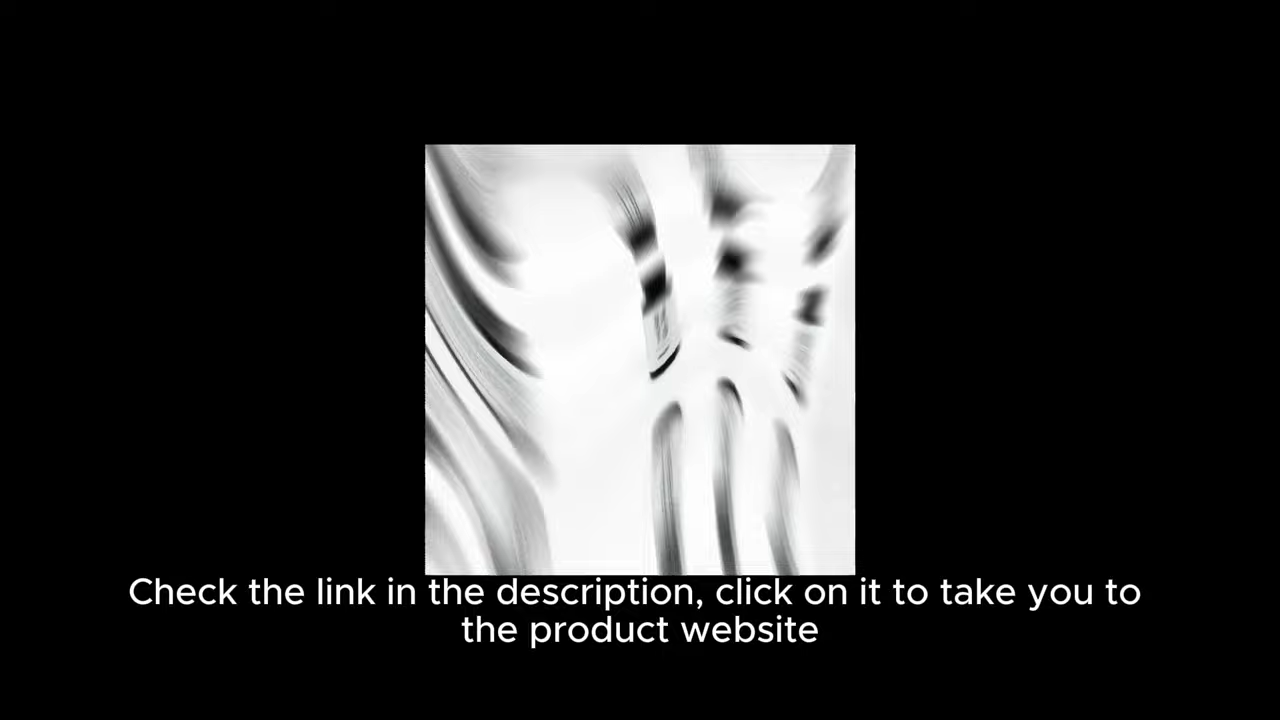 Check the link in the description, click on it to take you to
the product website